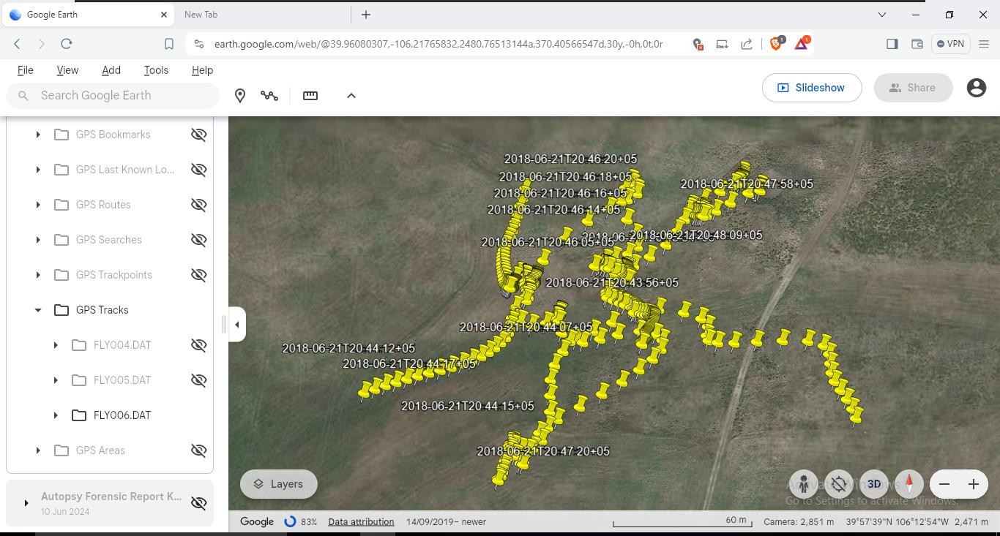 Google Earth
New Tab
earth.google.com/web/@39.96080307,-106.21765832,2480.76513144a,370.40566547d,30y,-0h,0t,0r
1
1
VPN
File View Add Tools Help
Search Google Earth
Slideshow
Share
GPS Bookmarks
GPS Last Known Lo...
GPS Routes
GPS Searches
GPS Trackpoints
GPS Tracks
FLY004.DAT
FLY005.DAT
FLY006.DAT
GPS Areas
Autopsy Forensic Report K...
10 Jun 2024
2018-06-21T20:46:20+05
2018-06-21T20:46:18+05
2018-06-21T20:46:16+05
2018-06-21T20:46:14+05
2018-06-21T20:46:05+05
2018-06-21T20:47:58+05
2018-06-21T20:48:09+05
2018-06-21T20:43:56+05
2018-06-21T20:44:07+05
2018-06-21T20:44:12+05
2018-06-21T20:44:17+05
2018-06-21T20:44:15+05
2018-06-21T20:47:20+05
Layers
3D
Activate Windows
Go to Settings to activate Windows.
Google 83% Data attribution 14/09/2019– newer 60 m Camera: 2,851 m 39°57'39"N 106°12'54"W 2,471 m